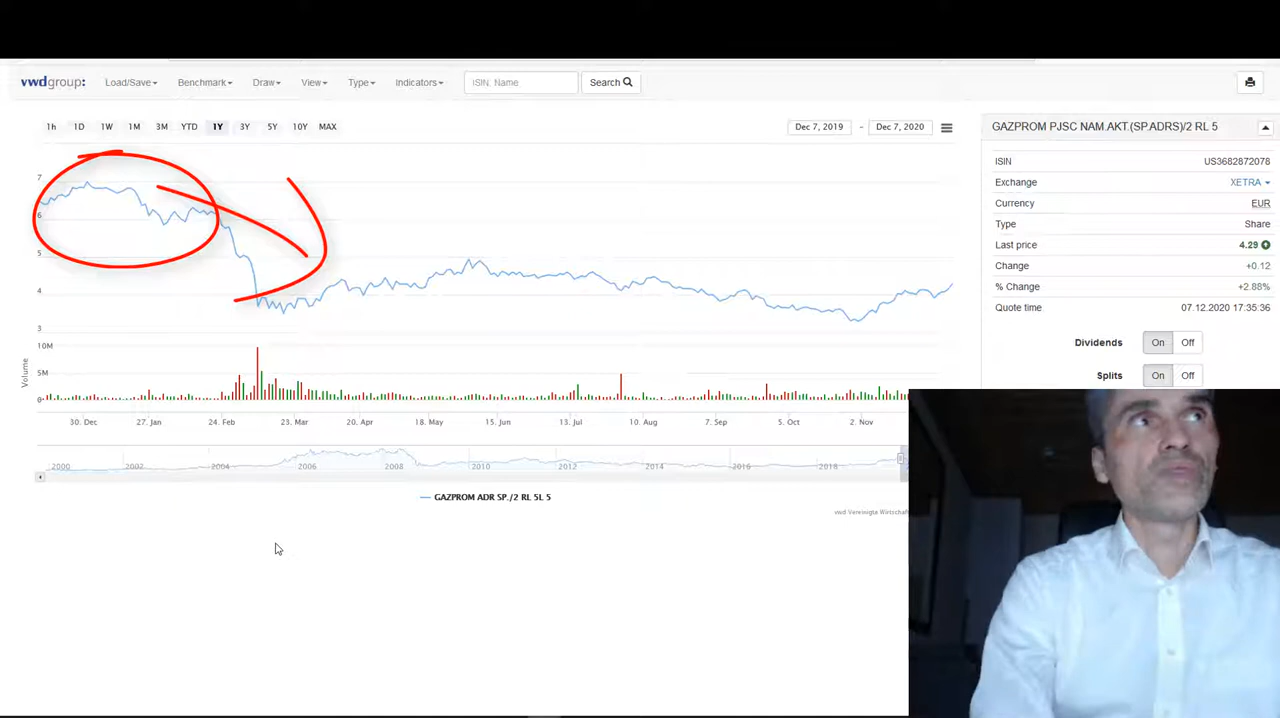 vwdgroup: Load/Save Benchmark Draw View Type Indicators ISIN, Name Search
1h 1D 1W 1M 3M YTD 1Y 3Y 5Y 10Y MAX Dec 7, 2019 - Dec 7, 2020
GAZPROM PJSC NAM.AKT.(SP.ADRS)/2 RL 5
ISIN US3682872078
Exchange XETRA
Currency EUR
Type Share
Last price 4.29
Change +0.12
% Change +2.88%
Quote time 07.12.2020 17:35:36
Dividends On Off
Splits On Off
7
6
5
4
3
10M
5M
0
Volume
30. Dec 27. Jan 24. Feb 23. Mar 20. Apr 18. May 15. Jun 13. Jul 10. Aug 7. Sep 5. Oct 2. Nov
2000 2002 2004 2006 2008 2010 2012 2014 2016 2018
GAZPROM ADR SP./2 RL 5L 5
vwd Vereinigte Wirtschaf